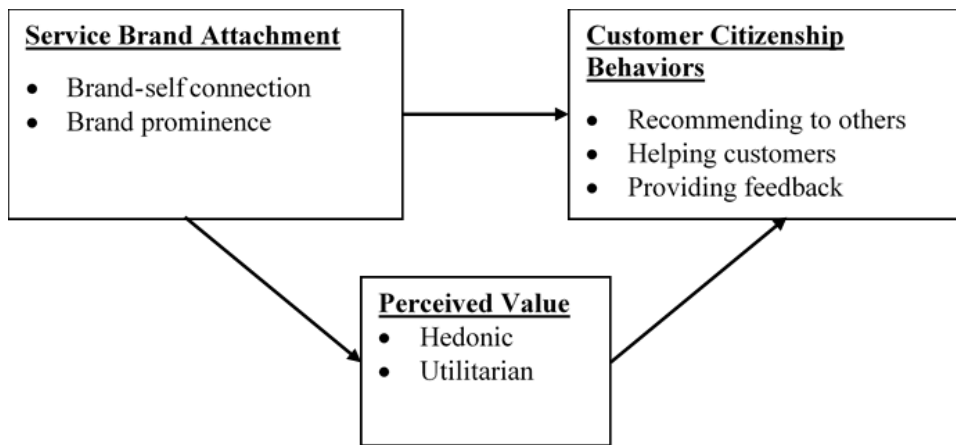 Service Brand Attachment
• Brand-self connection
• Brand prominence
Customer Citizenship
Behaviors
• Recommending to others
• Helping customers
• Providing feedback
Perceived Value
• Hedonic
• Utilitarian